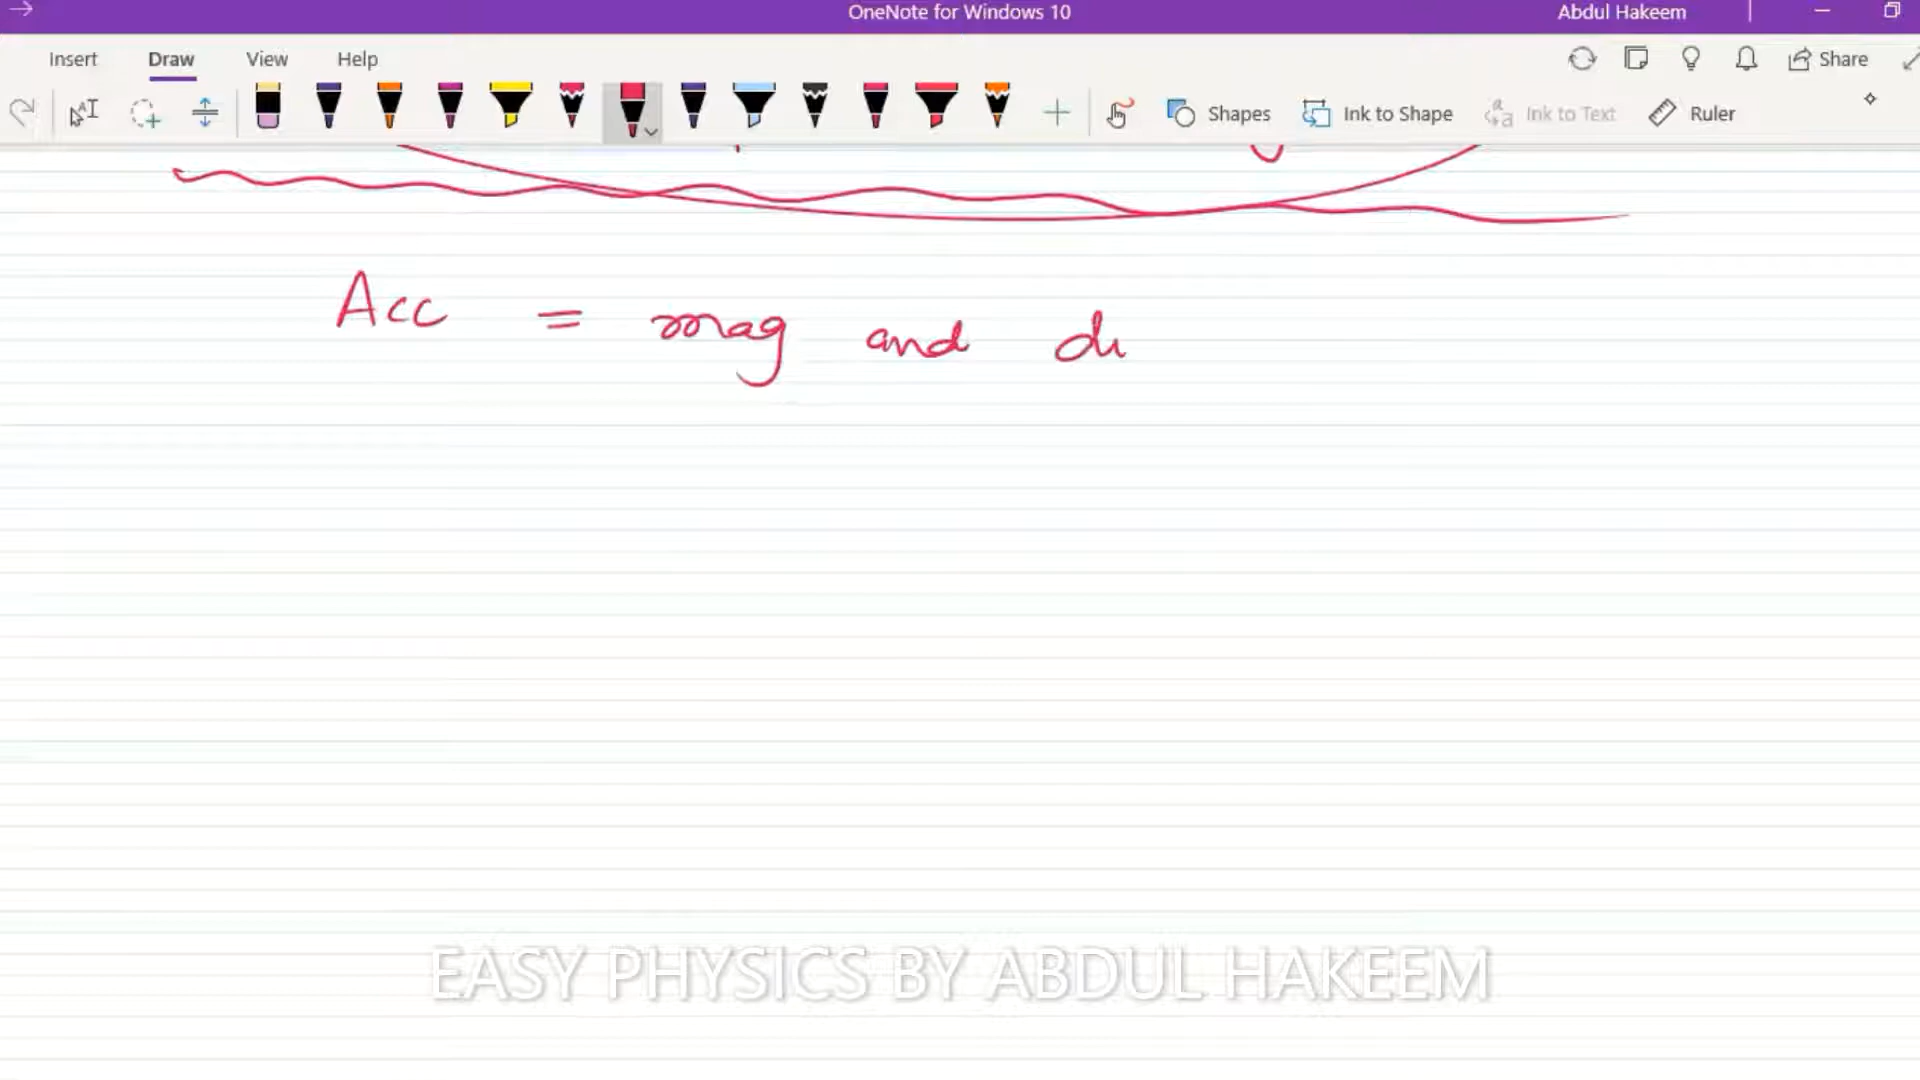 OneNote for Windows 10
Abdul Hakeem
Insert Draw View Help
Share
Shapes Ink to Shape Ink to Text Ruler
Acc = mag and di
EASY PHYSICS BY ABDUL HAKEEM